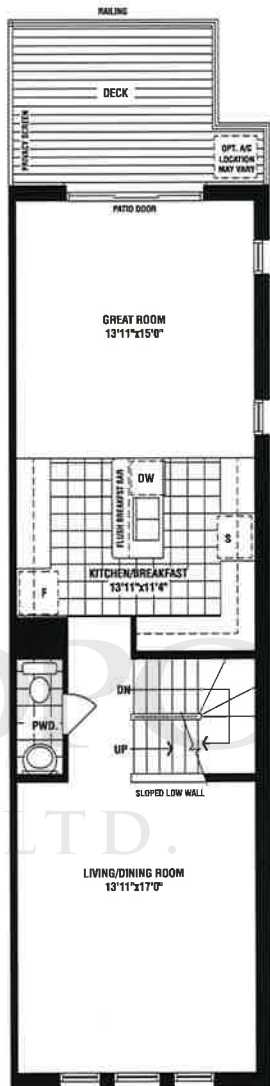 RAILING
DECK
PRIVACY SCREEN
OPT. A/C
LOCATION
MAY VARY
PATIO DOOR
GREAT ROOM
13'11"x15'0"
FLUSH BREAKFAST BAR
DW
S
KITCHEN/BREAKFAST
13'11"x11'4"
F
DN
PWD.
UP
SLOPED LOW WALL
LTD.
LIVING/DINING ROOM
13'11"x17'0"